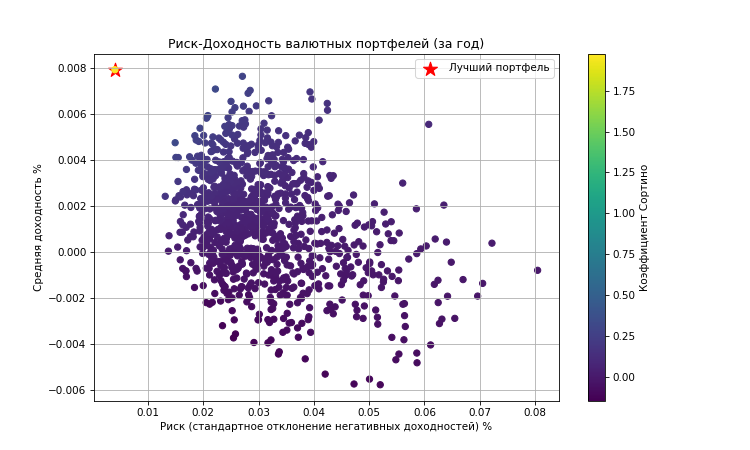 Риск-Доходность валютных портфелей (за год)
Лучший портфель
Средняя доходность %
0.008
0.006
0.004
0.002
0.000
−0.002
−0.004
−0.006
0.01 0.02 0.03 0.04 0.05 0.06 0.07 0.08
Риск (стандартное отклонение негативных доходностей) %
1.75
1.50
1.25
1.00
0.75
0.50
0.25
0.00
Коэффициент Сортино